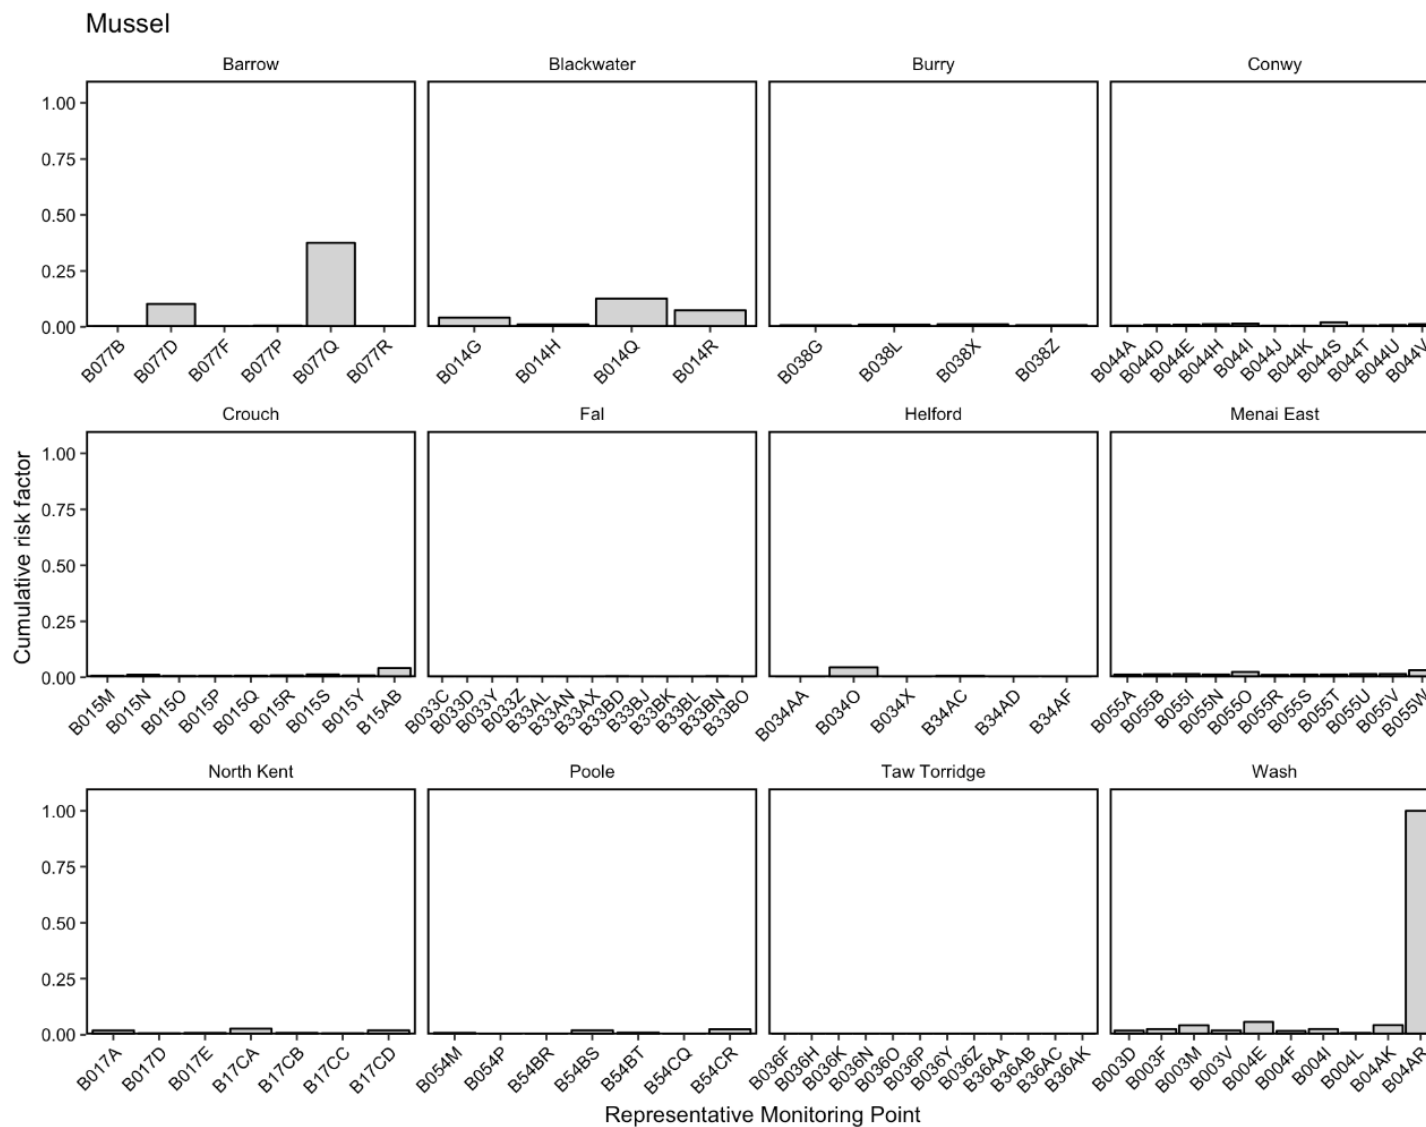 Mussel
Barrow Blackwater Burry Conwy
1.00
0.75
0.50
0.25
0.00
B077B B077D B077F B077P B077Q B077R B014G B014H B014Q B014R B038G B038L B038X B038Z B044A B044D B044E B044H B044I B044J B044K B044S B044T B044U B044V
Crouch Fal Helford Menai East
Cumulative risk factor
1.00
0.75
0.50
0.25
0.00
B015M B015N B015O B015P B015Q B015R B015S B015Y B15AB B033C B033D B033Y B033Z B33AL B33AN B33AX B33BD B33BJ B33BK B33BL B33BN B33BO B034AA B034O B034X B34AC B34AD B34AF B055A B055B B055I B055N B055O B055R B055S B055T B055U B055V B055W
North Kent Poole Taw Torridge Wash
1.00
0.75
0.50
0.25
0.00
B017A B017D B017E B17CA B17CB B17CC B17CD B054M B054P B54BR B54BS B54BT B54CQ B54CR B036F B036H B036K B036N B036O B036P B036Y B036Z B36AA B36AB B36AC B36AK B003D B003F B003M B003V B004E B004F B004I B004L B04AK B04AR
Representative Monitoring Point